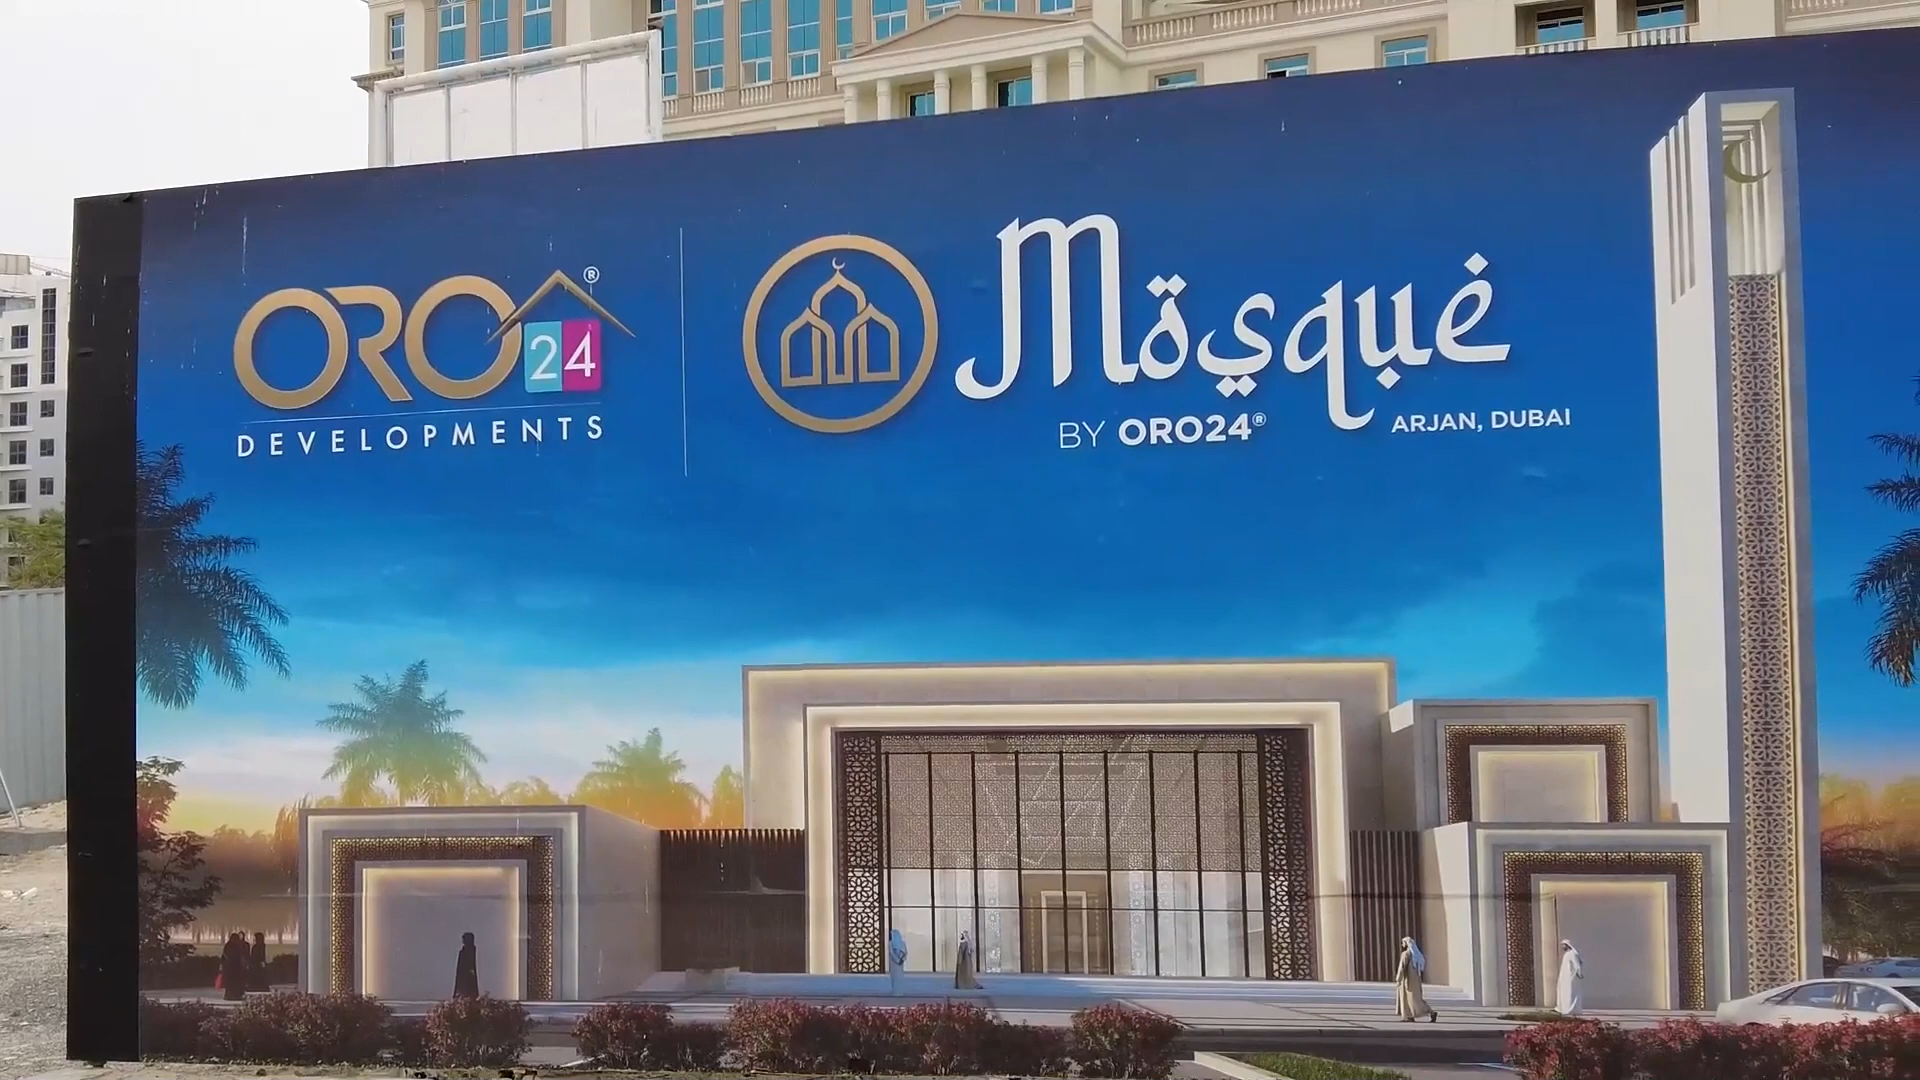 ORO24®
DEVELOPMENTS
Mosque
BY ORO24®
ARJAN, DUBAI